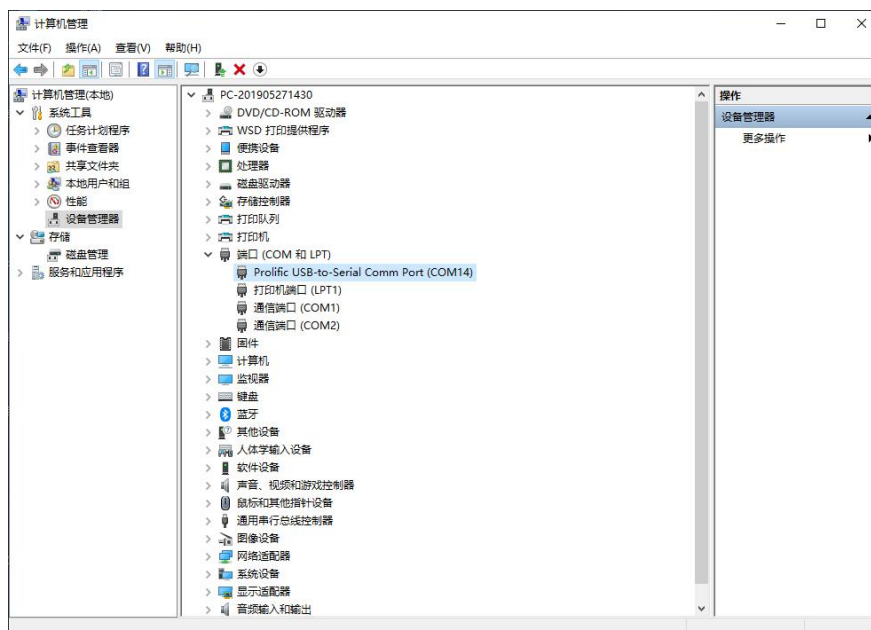 计算机管理
文件(F) 操作(A) 查看(V) 帮助(H)
计算机管理(本地)
系统工具
任务计划程序
事件查看器
共享文件夹
本地用户和组
性能
设备管理器
存储
磁盘管理
服务和应用程序
PC-201905271430
DVD/CD-ROM 驱动器
WSD 打印提供程序
便携设备
处理器
磁盘驱动器
存储控制器
打印队列
打印机
端口 (COM 和 LPT)
Prolific USB-to-Serial Comm Port (COM14)
打印机端口 (LPT1)
通信端口 (COM1)
通信端口 (COM2)
固件
计算机
监视器
键盘
蓝牙
其他设备
人体学输入设备
软件设备
声音、视频和游戏控制器
鼠标和其他指针设备
通用串行总线控制器
图像设备
网络适配器
系统设备
显示适配器
音频输入和输出
操作
设备管理器
更多操作